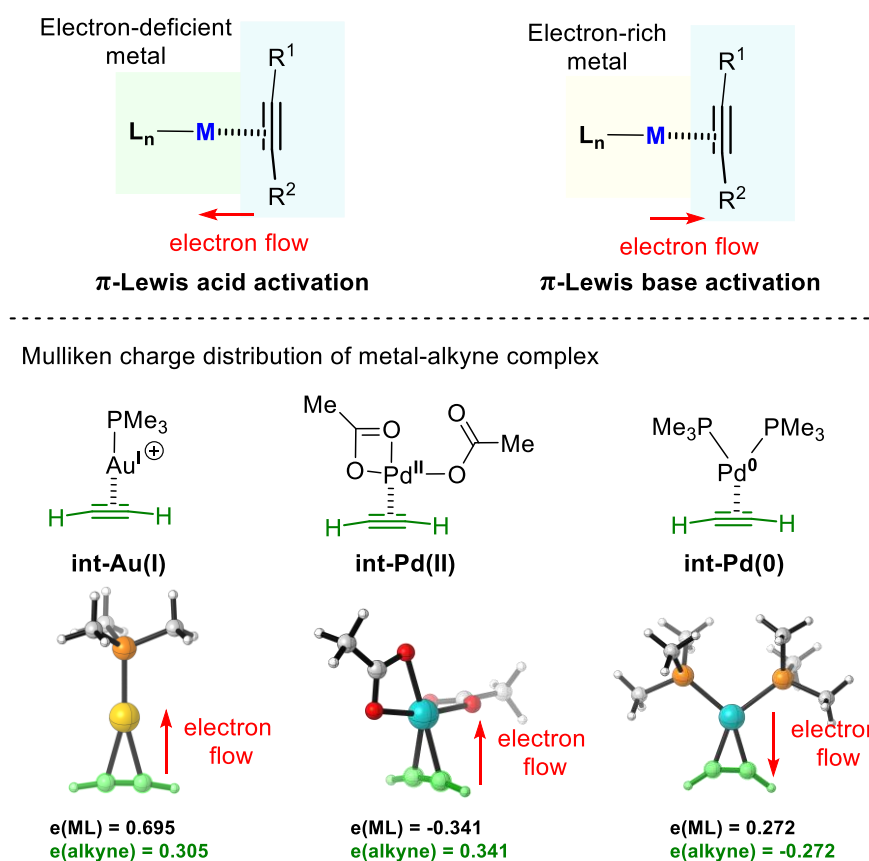 Electron-deficient
metal
R1
Ln
M
R2
electron flow
π-Lewis acid activation
Electron-rich
metal
R1
Ln
M
R2
electron flow
π-Lewis base activation
Mulliken charge distribution of metal-alkyne complex
PMe3
AuI +
H H
int-Au(I)
Me
O
O
PdII
O
O
Me
H H
int-Pd(II)
Me3P PMe3
Pd0
H H
int-Pd(0)
electron
flow
electron
flow
electron
flow
e(ML) = 0.695
e(alkyne) = 0.305
e(ML) = -0.341
e(alkyne) = 0.341
e(ML) = 0.272
e(alkyne) = -0.272